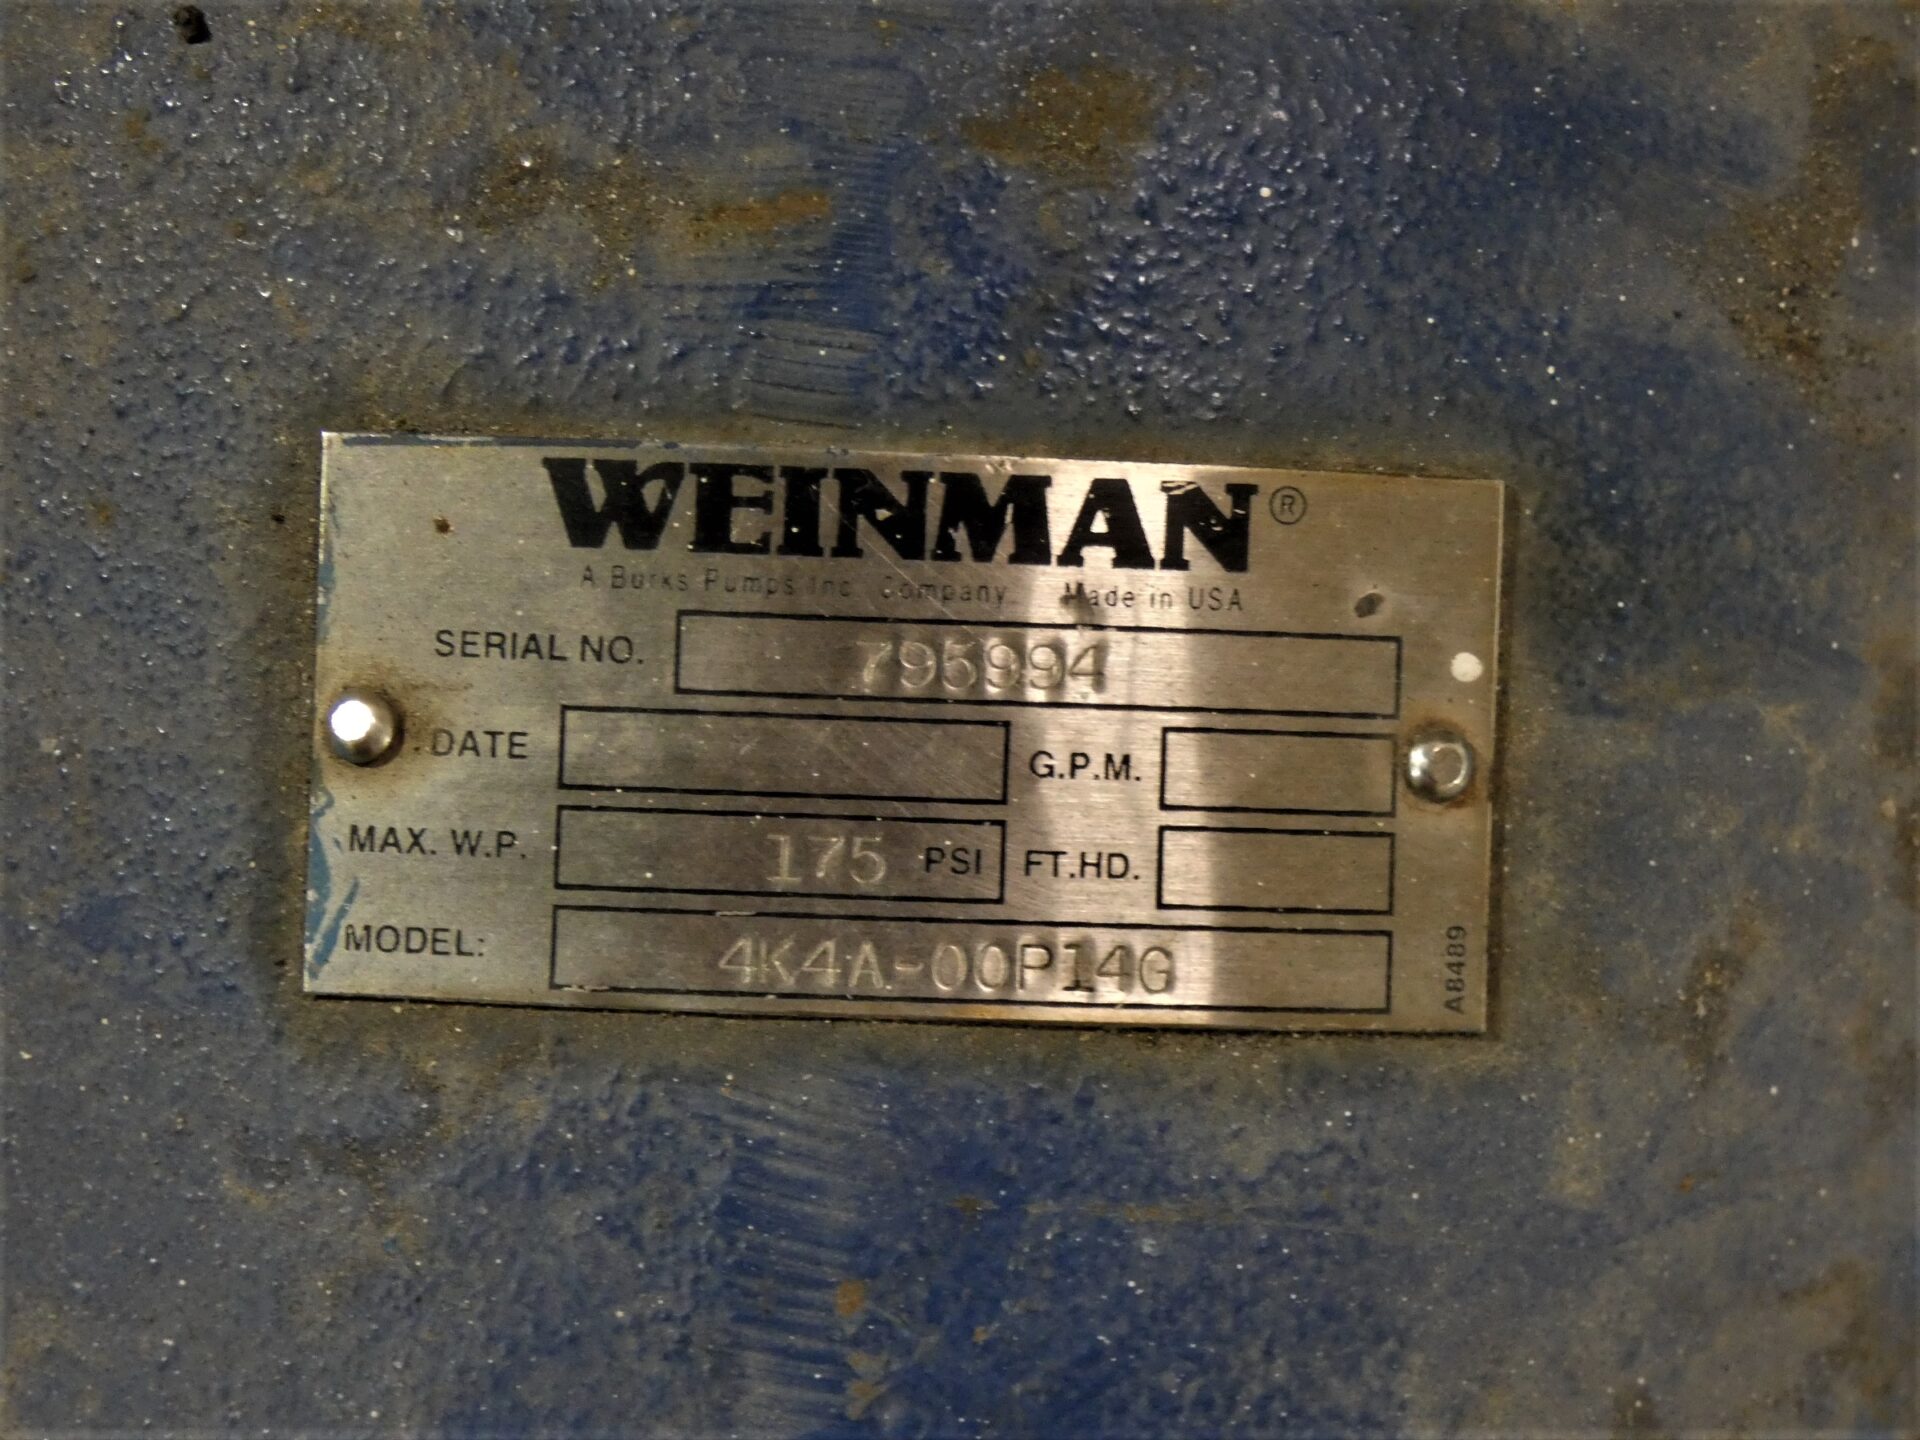 WEINMAN®
A Burks Pumps Inc. Company. Made in USA
SERIAL NO. 795994
DATE G.P.M.
MAX. W.P. 175 PSI FT.HD.
MODEL: 4K4A-00P14G
A8489